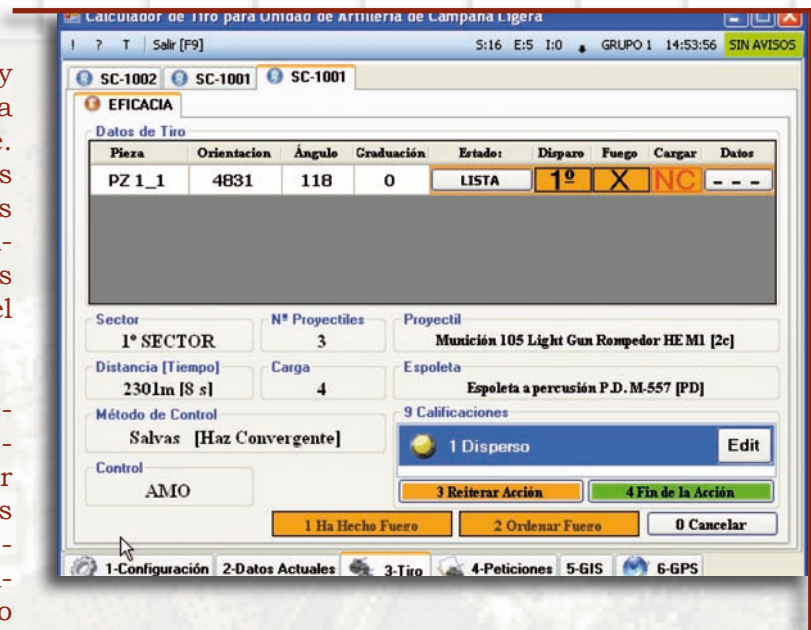 Calculador de Tiro para Unidad de Artillería de Campaña Ligera
! ? T Salir [F9] S:16 E:5 I:0 GRUPO 1 14:53:56 SIN AVISOS
SC-1002 SC-1001 SC-1001
EFICACIA
Datos de Tiro
Pieza Orientacion Ángulo Graduación Estado: Disparo Fuego Cargar Datos
PZ 1_1 4831 118 0 LISTA 1º X NC - - -
Sector Nº Proyectiles Proyectil
1º SECTOR 3 Munición 105 Light Gun Rompedor HE M1 [2c]
Distancia [Tiempo] Carga Espoleta
2301m [8 s] 4 Espoleta a percusión P.D. M-557 [PD]
Método de Control 9 Calificaciones
Salvas [Haz Convergente] 1 Disperso Edit
Control
AMO 3 Reiterar Acción 4 Fin de la Acción
1 Ha Hecho Fuego 2 Ordenar Fuego 0 Cancelar
1-Configuración 2-Datos Actuales 3-Tiro 4-Peticiones 5-GIS 6-GPS